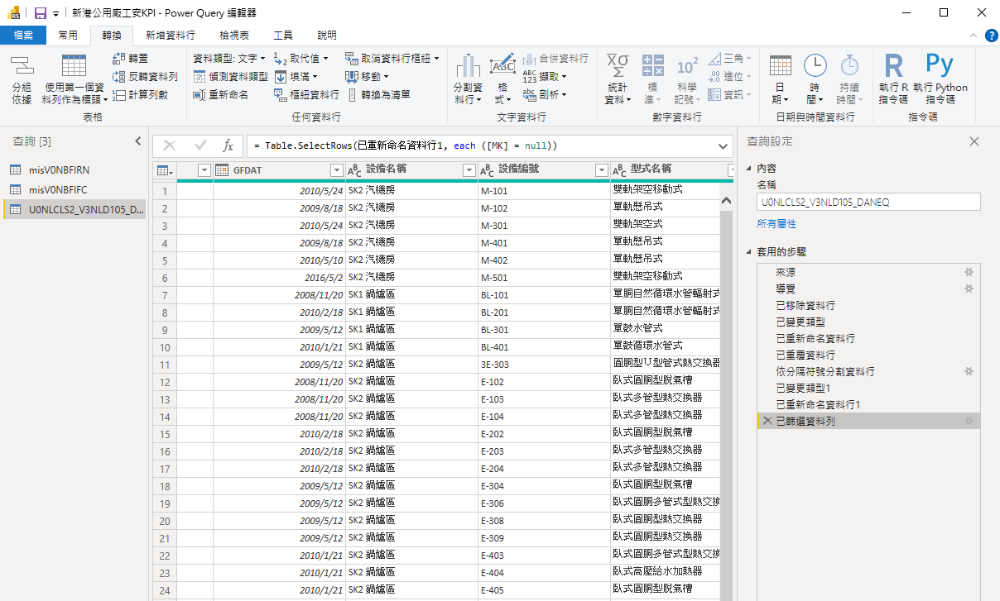 新港公用廠工安KPI - Power Query 編輯器
檔案 常用 轉換 新增資料行 檢視表 工具 說明
分組依據
使用第一個資料列作為標頭
轉置
反轉資料列
計算列數
表格
資料類型: 文字
偵測資料類型
重新命名
取代值
填滿
樞紐資料行
取消資料行樞紐
移動
轉換為清單
任何資料行
分割資料行
格式
合併資料行
擷取
剖析
文字資料行
統計資料
標準
科學記號
三角
進位
資訊
數字資料行
日期
時間
持續時間
日期與時間資料行
執行 R 指令碼
執行 Python 指令碼
指令碼
查詢 [3]
misV0NBFIRN
misV0NBFIFC
U0NLCLS2_V3NLD105_D...
= Table.SelectRows(已重新命名資料行1, each ([MK] = null))
GFDAT 設備名稱 設備編號 型式名稱
1 2010/5/24 SK2 汽機房 M-101 雙軌架空移動式
2 2009/8/18 SK2 汽機房 M-102 單軌懸吊式
3 2010/5/24 SK2 汽機房 M-301 雙軌架空式
4 2009/8/18 SK2 汽機房 M-401 單軌懸吊式
5 2010/5/10 SK2 汽機房 M-402 單軌懸吊式
6 2016/5/2 SK2 汽機房 M-501 雙軌架空移動式
7 2008/11/20 SK1 鍋爐區 BL-101 單胴自然循環水管輻射式
8 2010/2/18 SK1 鍋爐區 BL-201 單胴自然循環水管輻射式
9 2009/5/12 SK1 鍋爐區 BL-301 單鼓水管式
10 2010/1/21 SK1 鍋爐區 BL-401 單鼓循環水管式
11 2009/5/12 SK2 鍋爐區 3E-303 圓胴型Ｕ型管式熱交換器
12 2008/11/20 SK2 鍋爐區 E-102 臥式圓胴型脫氣槽
13 2008/11/20 SK2 鍋爐區 E-103 臥式多管型熱交換器
14 2008/11/20 SK2 鍋爐區 E-104 臥式多管型熱交換器
15 2010/2/18 SK2 鍋爐區 E-202 臥式圓胴型脫氣槽
16 2010/2/18 SK2 鍋爐區 E-203 臥式多管型熱交換器
17 2010/2/18 SK2 鍋爐區 E-204 臥式多管型熱交換器
18 2009/5/12 SK2 鍋爐區 E-304 臥式圓胴型脫氣槽
19 2009/5/12 SK2 鍋爐區 E-306 臥式圓胴多管式型熱交換
20 2009/5/12 SK2 鍋爐區 E-308 臥式圓胴型熱交換器
21 2009/5/12 SK2 鍋爐區 E-309 臥式圓胴型熱交換器
22 2010/1/21 SK2 鍋爐區 E-403 臥式圓胴多管式型熱交換
23 2010/1/21 SK2 鍋爐區 E-404 臥式高壓給水加熱器
24 2010/1/21 SK2 鍋爐區 E-405 臥式圓胴型脫氣槽
查詢設定
內容
名稱
U0NLCLS2_V3NLD105_DANEQ
所有屬性
套用的步驟
來源
導覽
已移除資料行
已變更類型
已重新命名資料行
已重覆資料行
依分隔符號分割資料行
已變更類型1
已重新命名資料行1
已篩選資料列